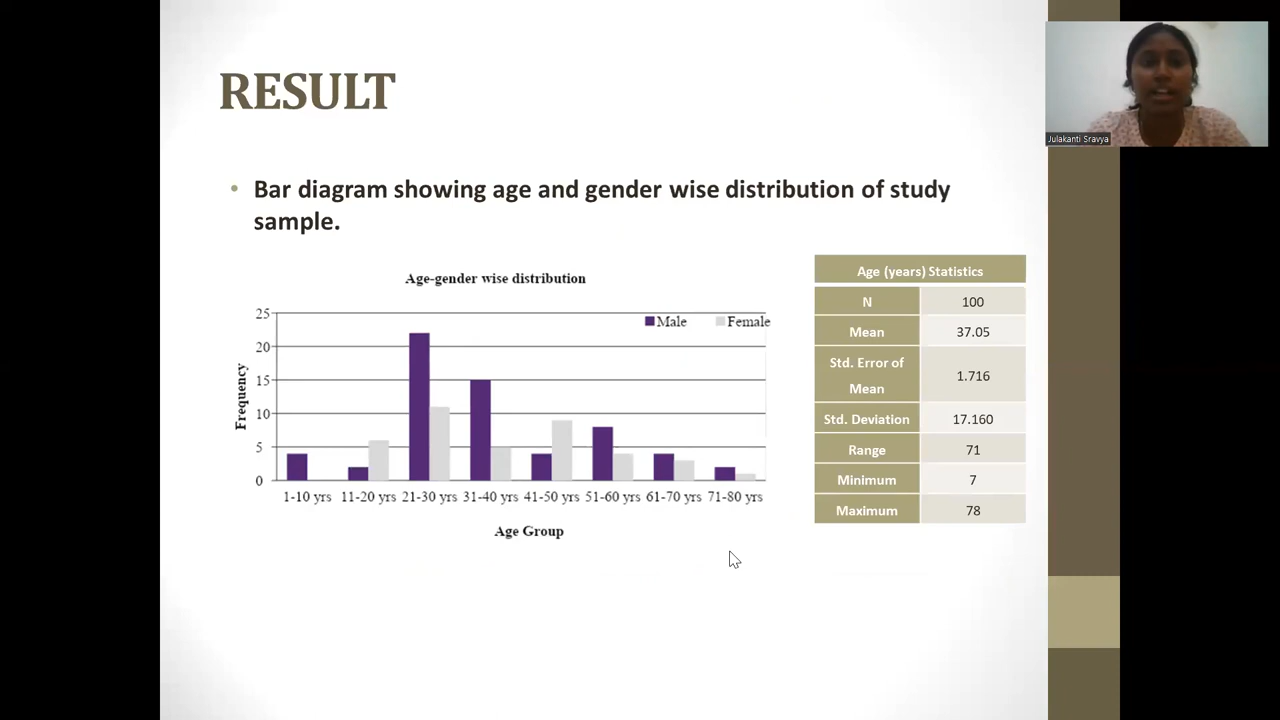 RESULT
Julakanti Sravya
• Bar diagram showing age and gender wise distribution of study
sample.
Age-gender wise distribution
Male Female
25
20
15
10
5
0
Frequency
1-10 yrs 11-20 yrs 21-30 yrs 31-40 yrs 41-50 yrs 51-60 yrs 61-70 yrs 71-80 yrs
Age Group
Age (years) Statistics
N 100
Mean 37.05
Std. Error of
Mean 1.716
Std. Deviation 17.160
Range 71
Minimum 7
Maximum 78